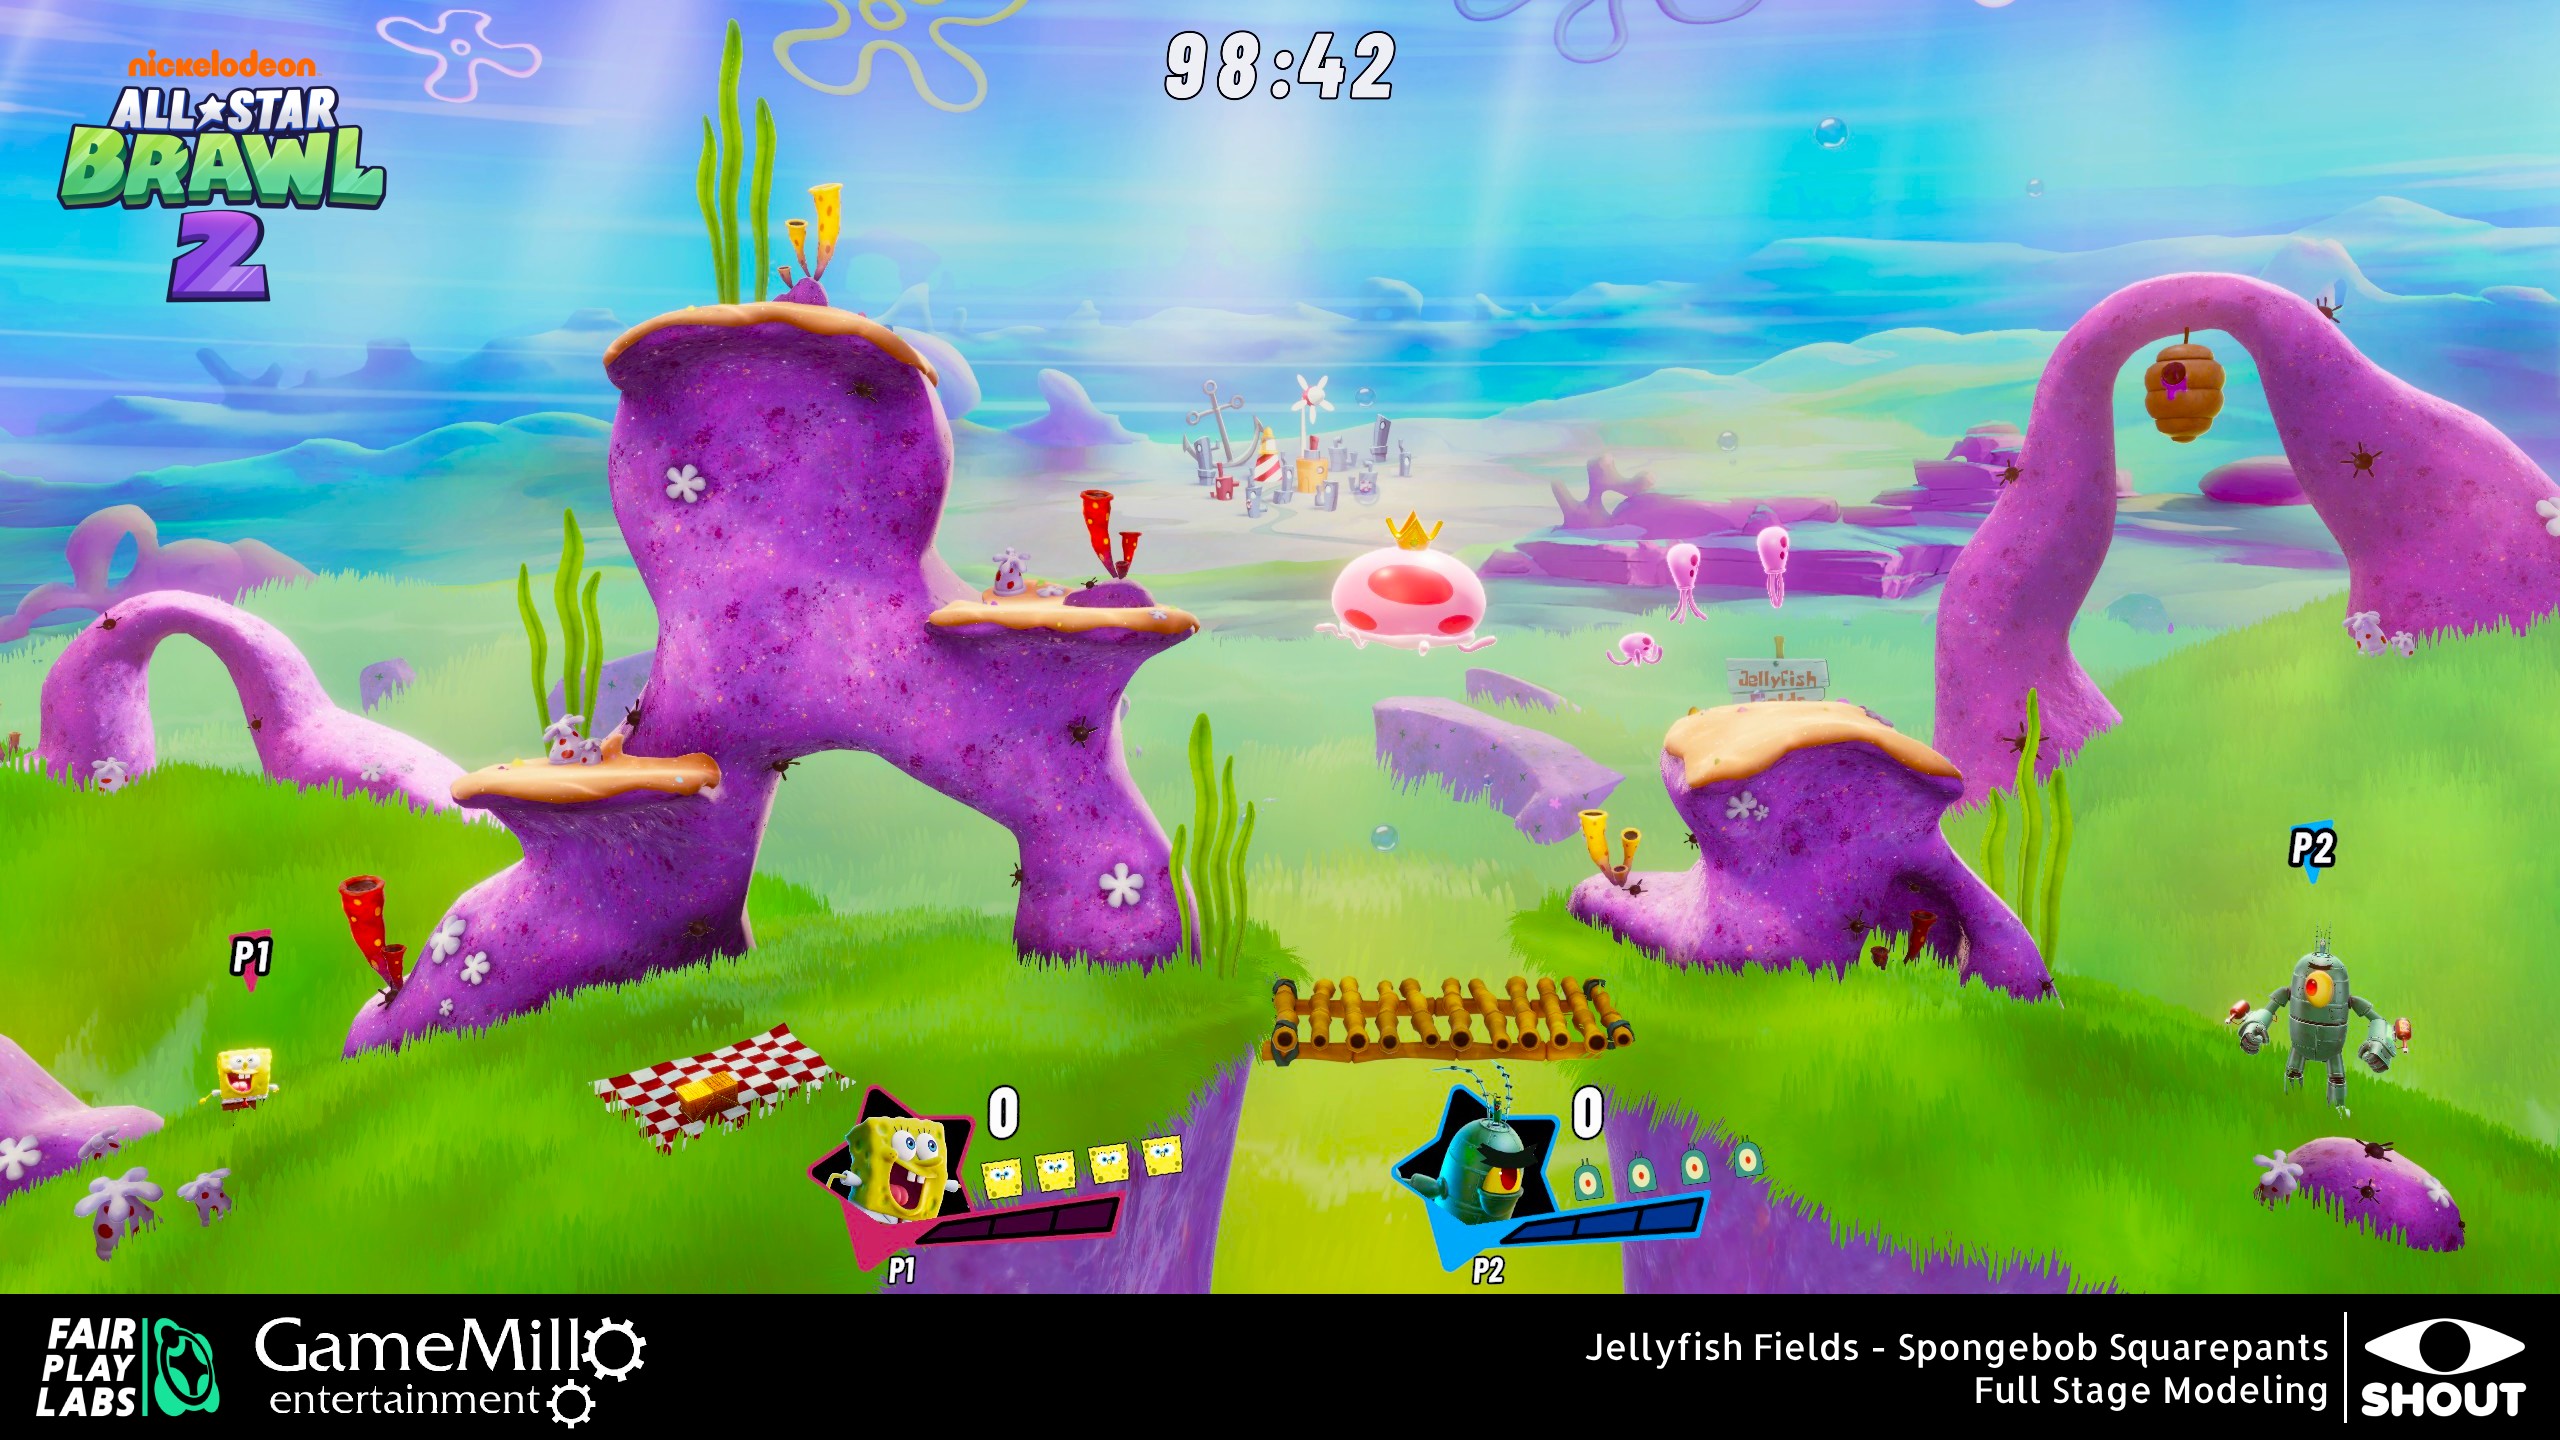 nickelodeon
ALL★STAR
BRAWL
2
98:42
Jellyfish
P2
P1
0
0
P1
P2
FAIR
PLAY
LABS
GameMill
entertainment
Jellyfish Fields - Spongebob Squarepants
Full Stage Modeling
SHOUT